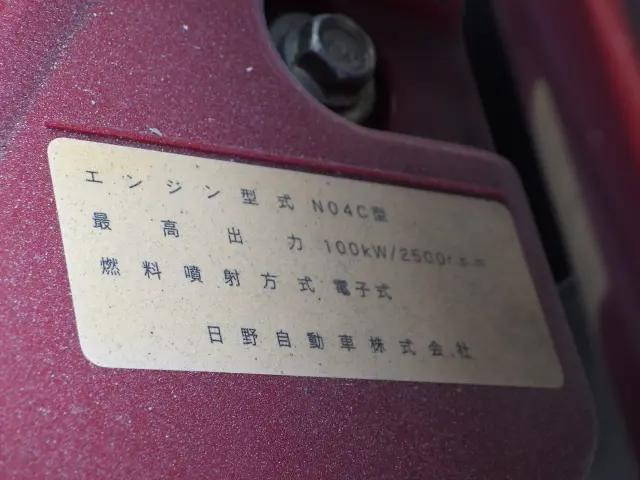 エンジン型式 N04C型
最高出力 100kW/2500r.p.m
燃料噴射方式 電子式
日野自動車株式会社